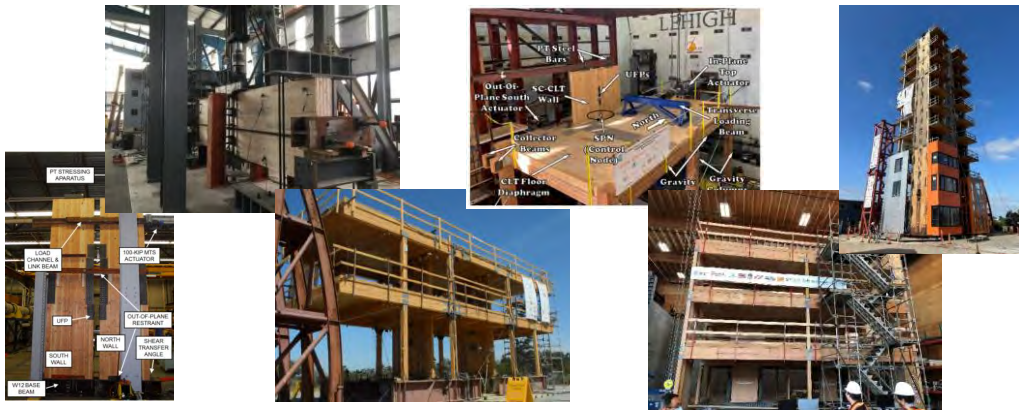 PT STRESSING
APPARATUS
LOAD
CHANNEL &
LINK BEAM
100-KIP MTS
ACTUATOR
UFP
OUT-OF-PLANE
RESTRAINT
NORTH
WALL
SHEAR
TRANSFER
ANGLE
SOUTH
WALL
W12 BASE
BEAM
LEHIGH
PT Steel
Bars
UFPs
In-Plane
Top
Actuator
Out-Of-
Plane South
Actuator
SC-CLT
Wall
North
Transverse
Loading
Beam
Collector
Beams
SPN
(Control
Node)
CLT Floor
Diaphragm
Gravity
Gravity